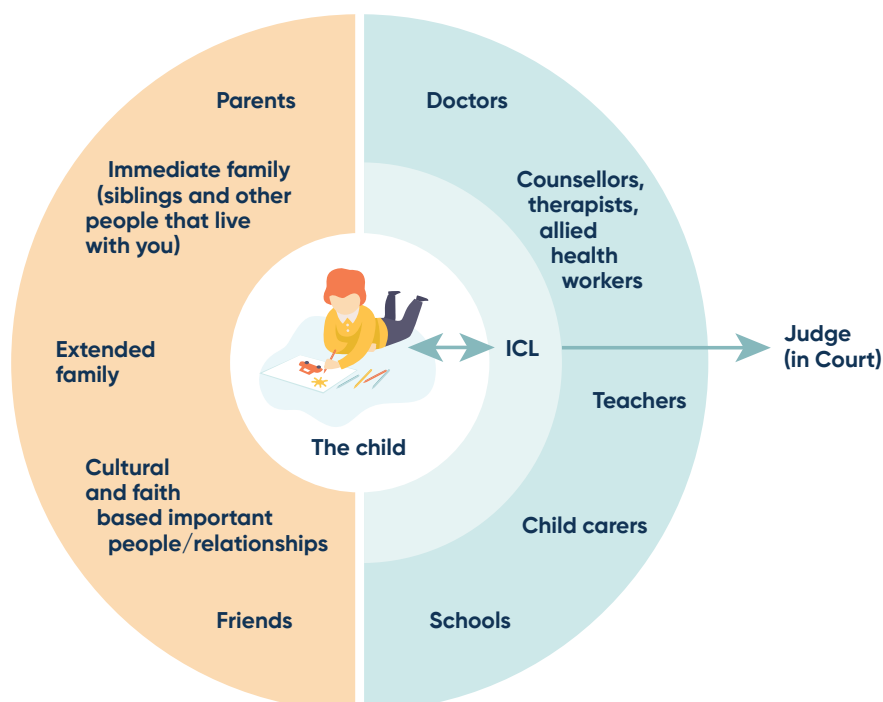 Parents
Immediate family
(siblings and other
people that live
with you)
Extended
family
Cultural
and faith
based important
people/relationships
Friends
The child
Doctors
Counsellors,
therapists,
allied
health
workers
ICL
Teachers
Child carers
Schools
Judge
(in Court)